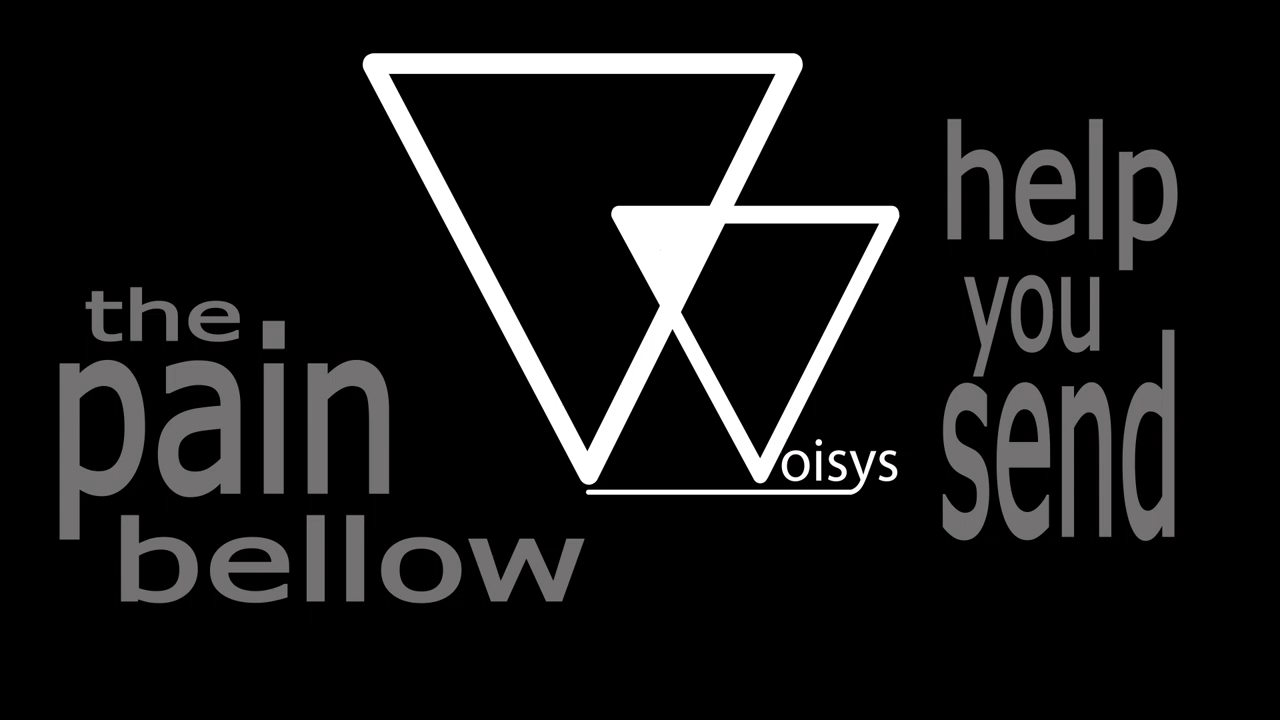 the
pain
bellow
oisys
help
you
send